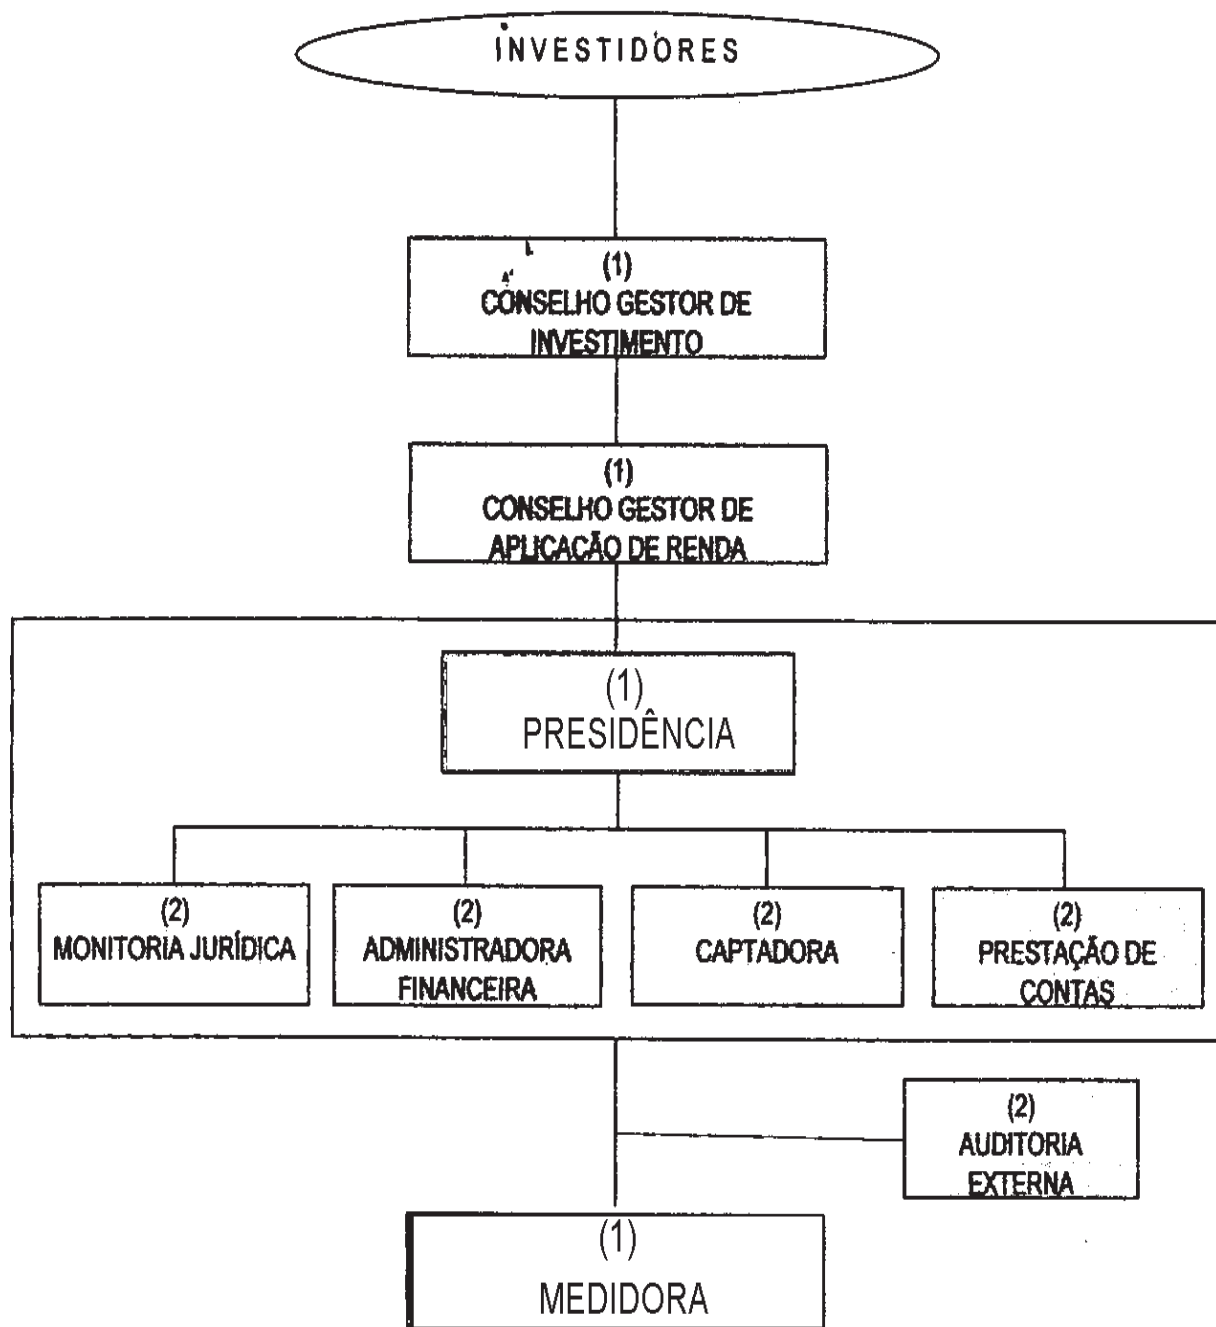 INVESTIDORES
(1)
CONSELHO GESTOR DE
INVESTIMENTO
(1)
CONSELHO GESTOR DE
APLICAÇÃO DE RENDA
(1)
PRESIDÊNCIA
(2)
MONITORIA JURÍDICA
(2)
ADMINISTRADORA
FINANCEIRA
(2)
CAPTADORA
(2)
PRESTAÇÃO DE
CONTAS
(2)
AUDITORIA
EXTERNA
(1)
MEDIDORA